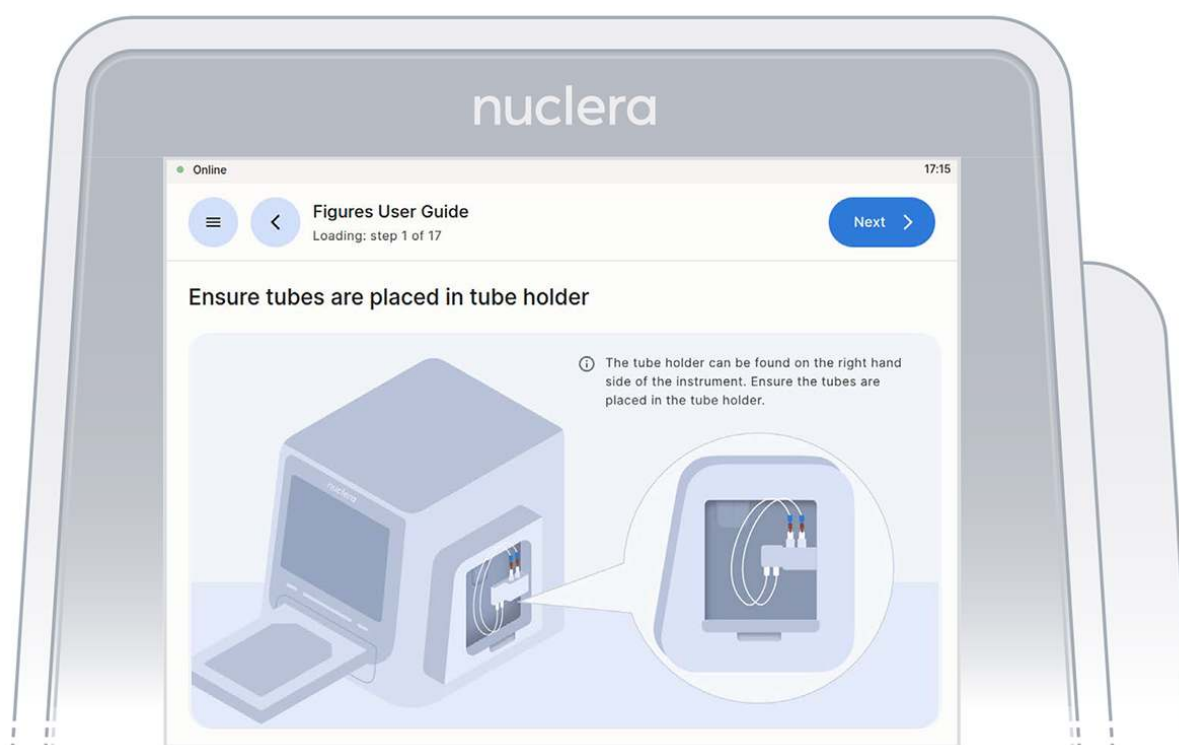 nuclera
Online
17:15
Figures User Guide
Loading: step 1 of 17
Next
Ensure tubes are placed in tube holder
The tube holder can be found on the right hand
side of the instrument. Ensure the tubes are
placed in the tube holder.
nuclera